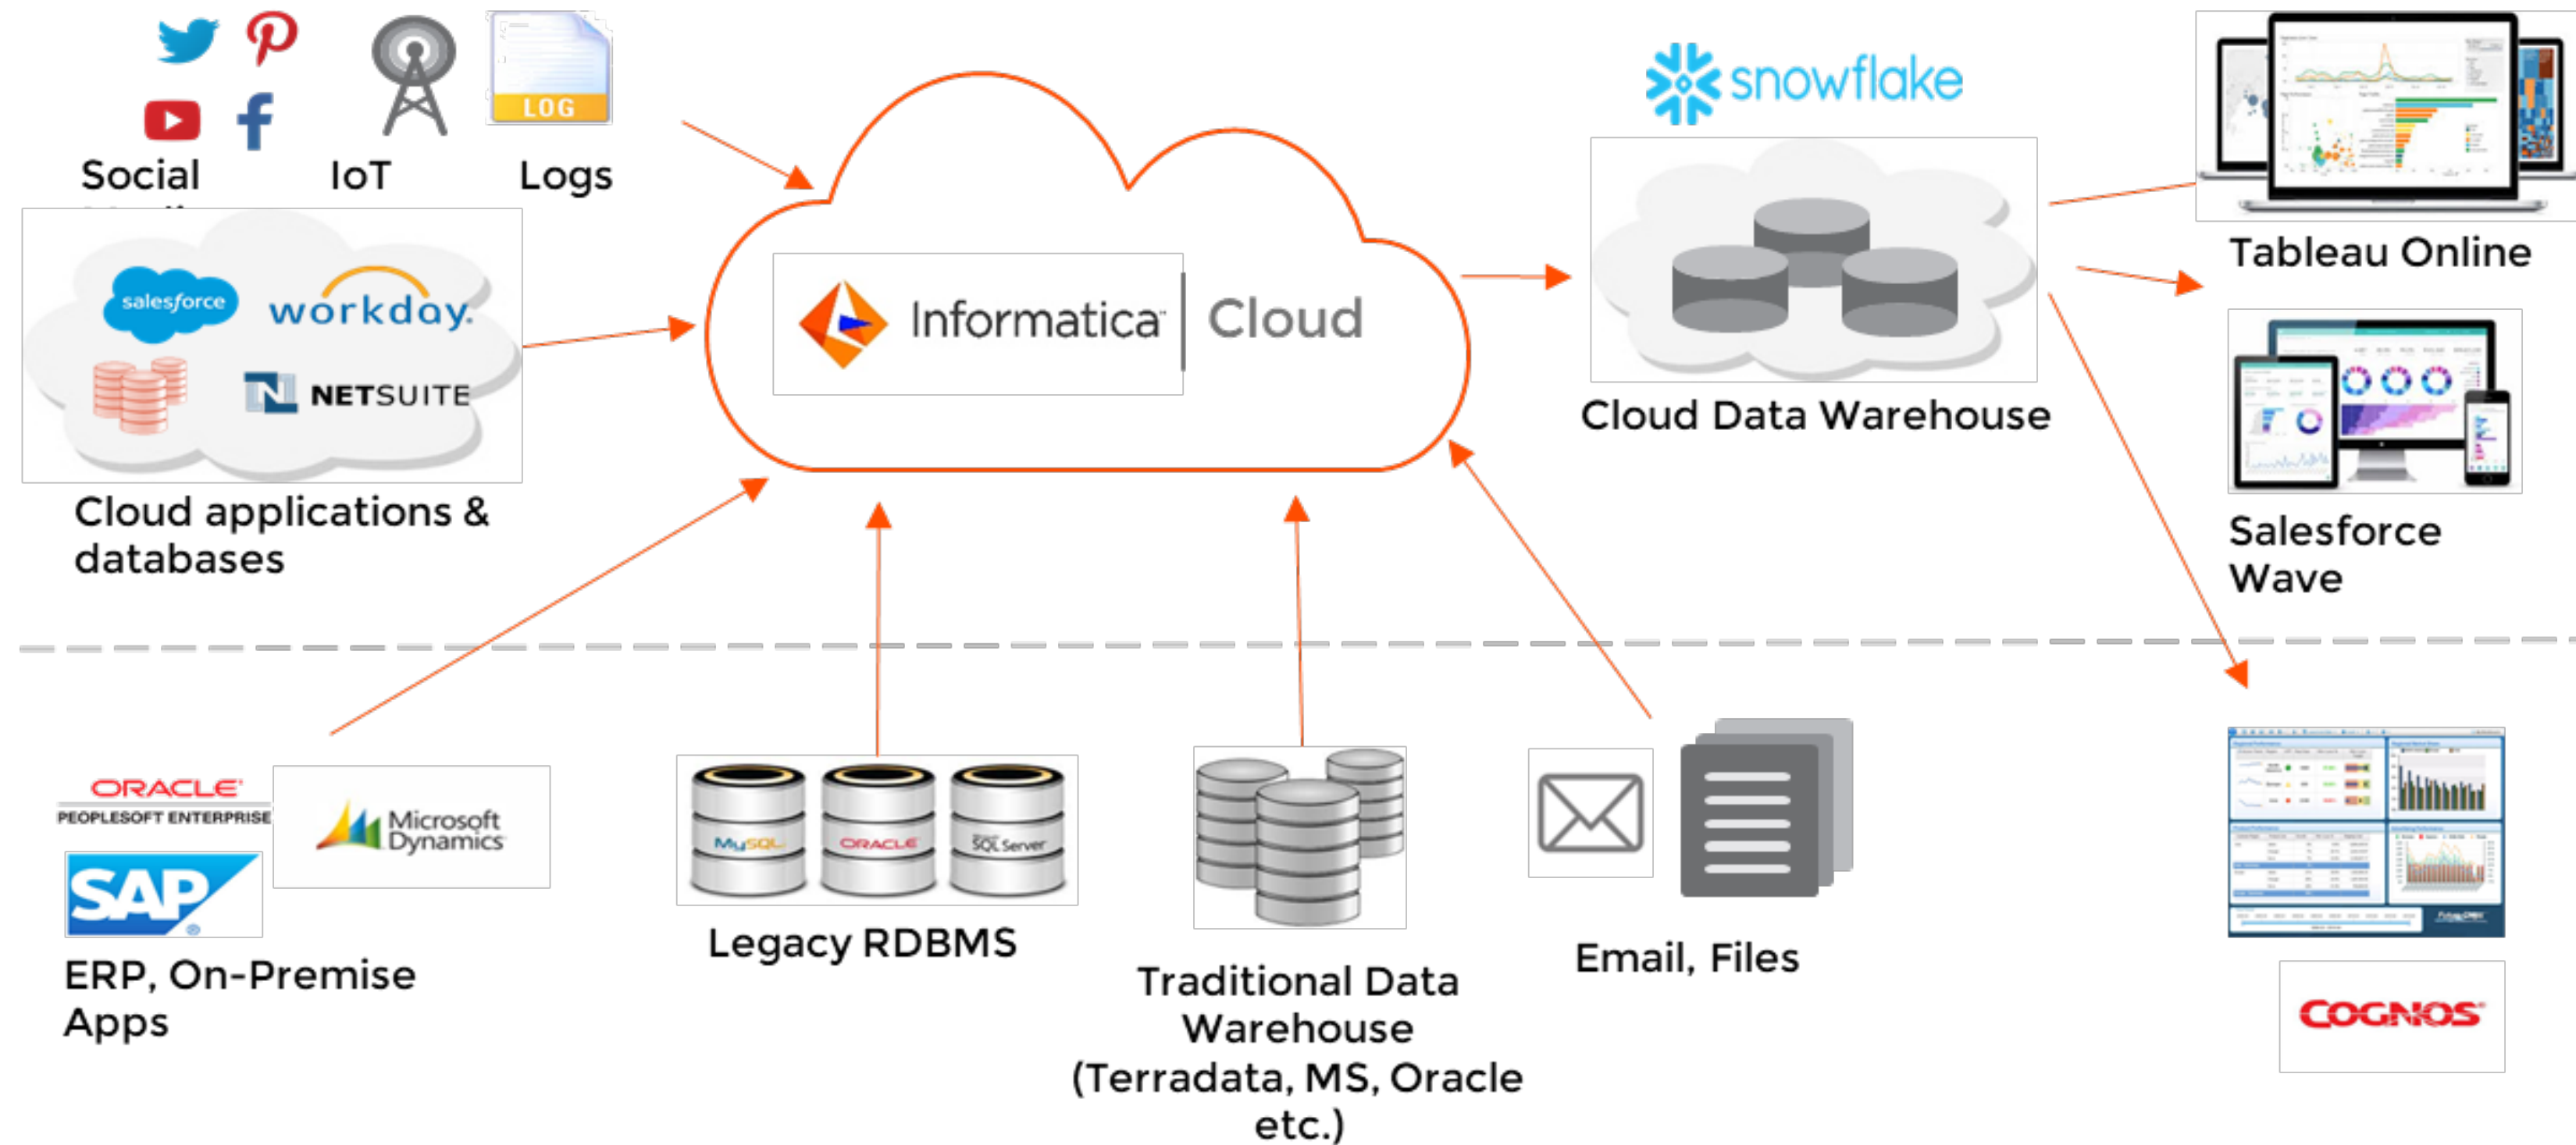 LOG
Social
IoT
Logs
salesforce
workday.
NETSUITE
Cloud applications &
databases
Informatica
Cloud
snowflake
Cloud Data Warehouse
Tableau Online
Salesforce
Wave
ORACLE
PEOPLESOFT ENTERPRISE
Microsoft
Dynamics
SAP
ERP, On-Premise
Apps
MySQL
ORACLE
SQL Server
Legacy RDBMS
Traditional Data
Warehouse
(Terradata, MS, Oracle
etc.)
Email, Files
COGNOS